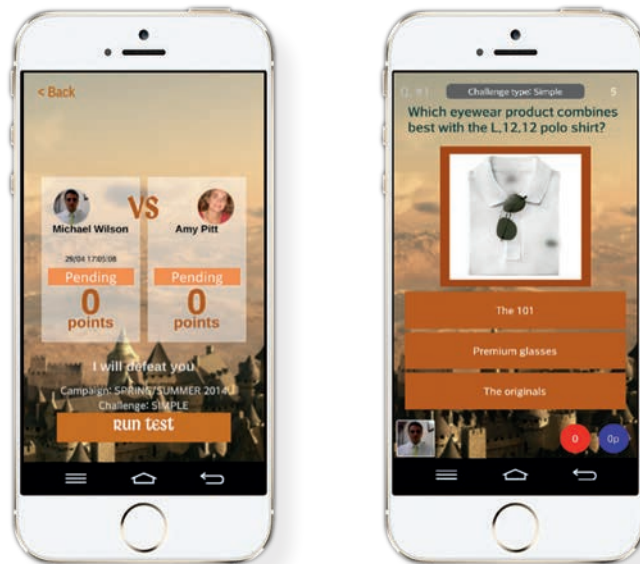 < Back
VS
Michael Wilson
Amy Pitt
29/04 17:05:08
Pending
Pending
0
0
points
points
I will defeat you
Campaign: SPRING/SUMMER 2014
Challenge: SIMPLE
Run test
Q. #1
Challenge type: Simple
Which eyewear product combines
best with the L,12,12 polo shirt?
The 101
Premium glasses
The originals
0
0p